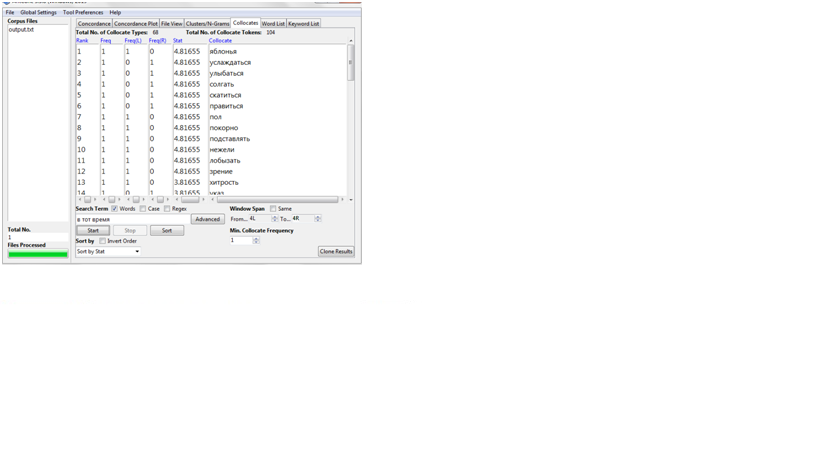 File Global Settings Tool Preferences Help
Corpus Files
output.txt
Concordance Concordance Plot File View Clusters/N-Grams Collocates Word List Keyword List
Total No. of Collocate Types: 68 Total No. of Collocate Tokens: 104
Rank Freq Freq(L) Freq(R) Stat Collocate
1 1 1 0 4.81655 яблонья
2 1 0 1 4.81655 услаждаться
3 1 0 1 4.81655 улыбаться
4 1 0 1 4.81655 солгать
5 1 0 1 4.81655 скатиться
6 1 0 1 4.81655 правиться
7 1 1 0 4.81655 пол
8 1 1 0 4.81655 покорно
9 1 1 0 4.81655 подставлять
10 1 1 0 4.81655 нежели
11 1 1 0 4.81655 лобызать
12 1 1 0 4.81655 зрение
13 1 1 0 3.81655 хитрость
14 1 0 1 3.81655 указ
Search Term Words Case Regex
Window Span Same
в тот время
Advanced
From... 4L To... 4R
Start Stop Sort
Min. Collocate Frequency
1
Sort by Invert Order
Sort by Stat
Clone Results
Total No.
1
Files Processed